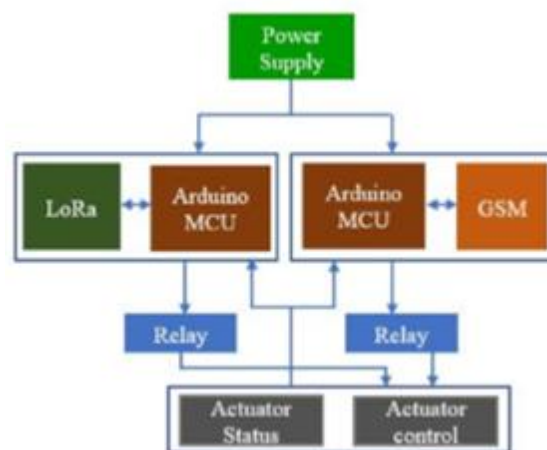 Power
Supply
LoRa
Arduino
MCU
Arduino
MCU
GSM
Relay
Relay
Actuator
Status
Actuator
control